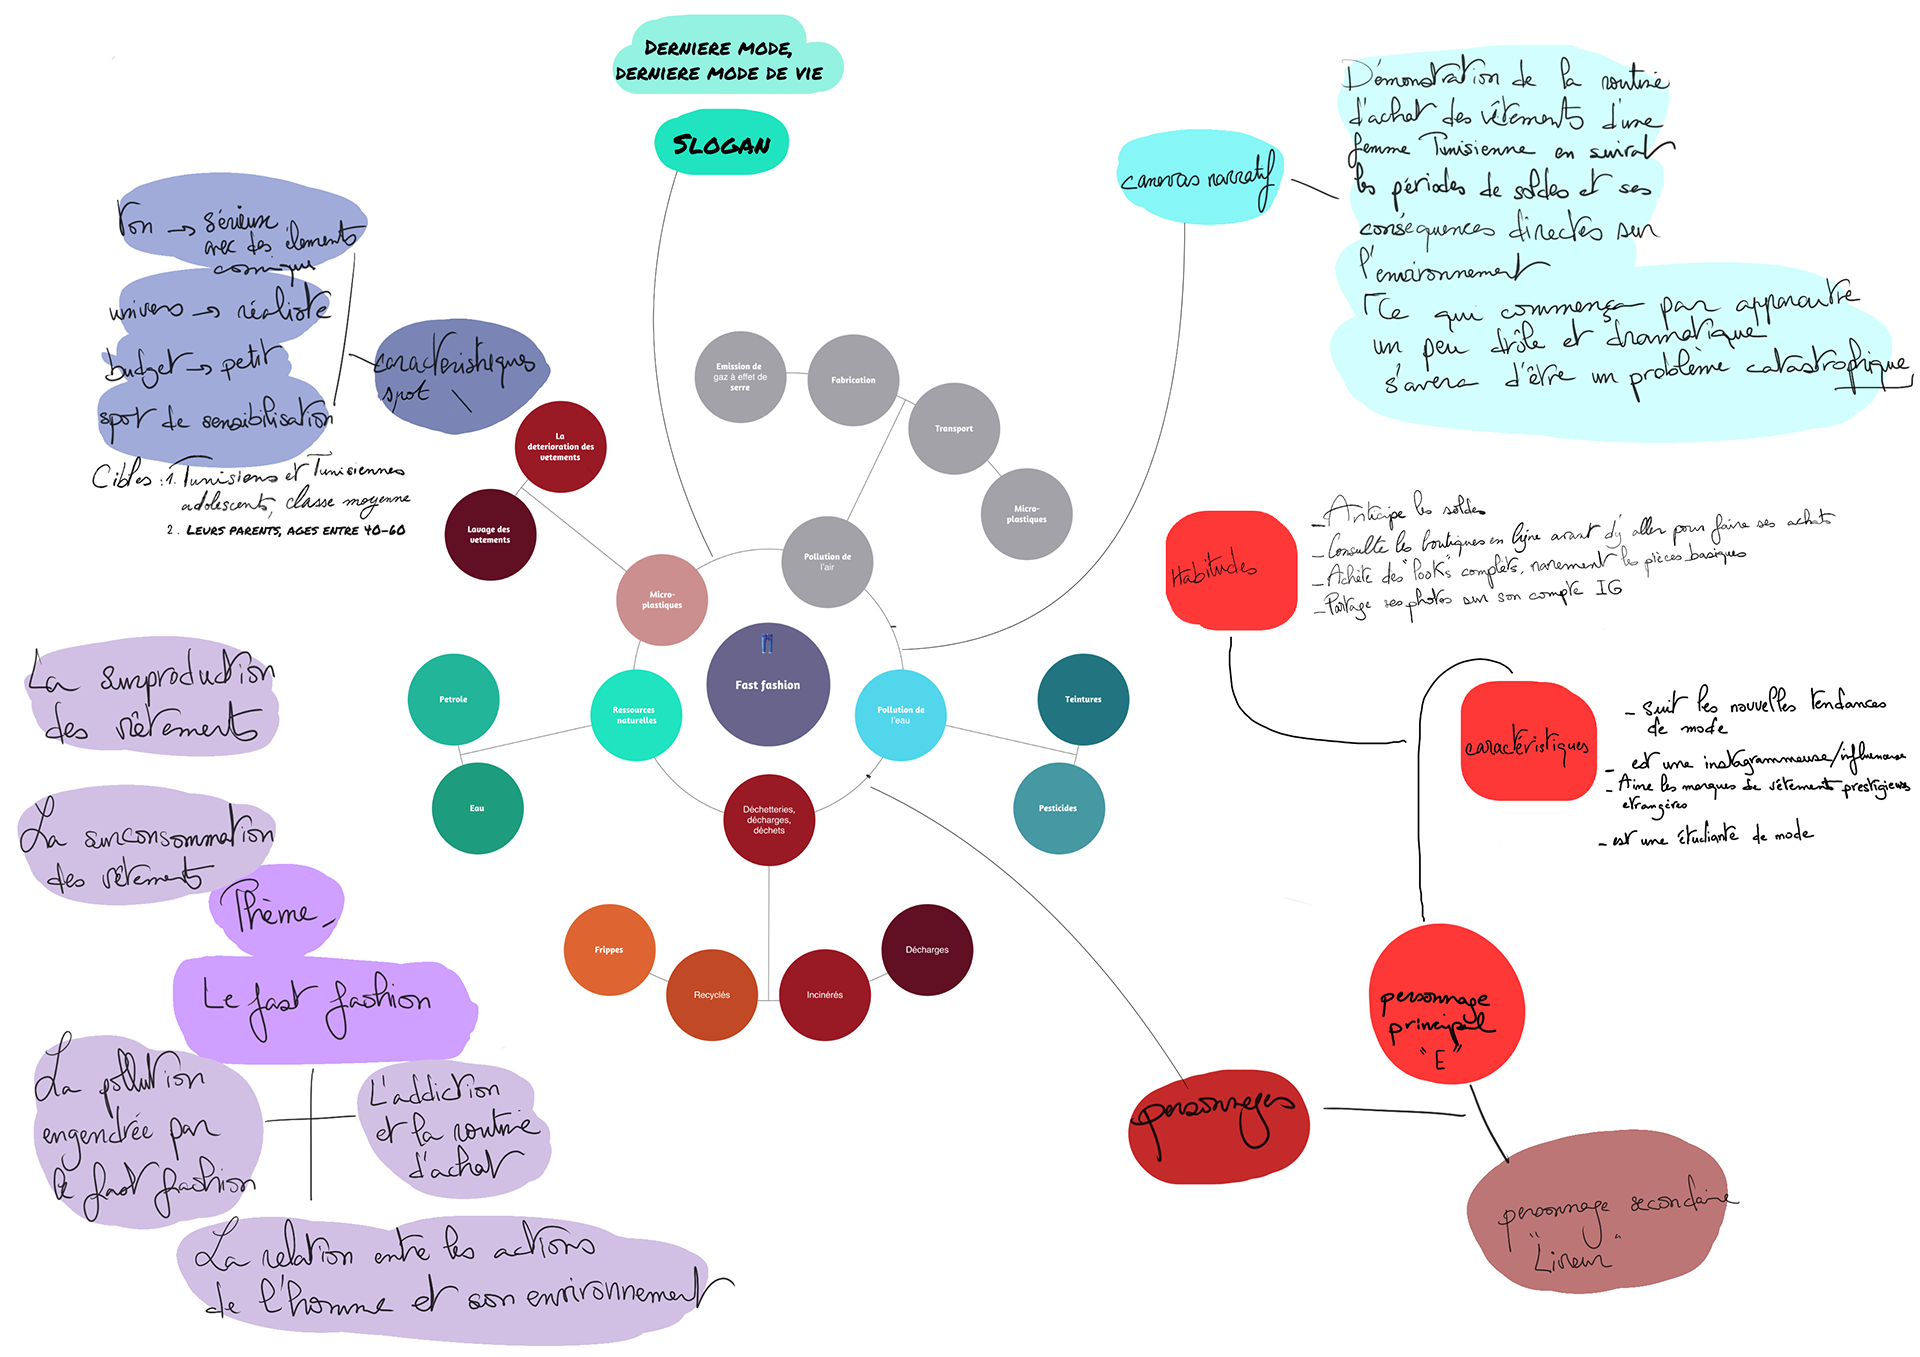 DERNIERE MODE,
DERNIERE MODE DE VIE
SLOGAN
canevas narratif
Démonstration de la routine
d'achat des vêtements d'une
femme Tunisienne en suivant
les périodes de soldes et ses
conséquences directes sur
l'environnement
Ce qui commença par apparaitre
un peu drôle et dramatique
s'avera d'être un problème catastrophique
Ton → sérieux
avec des élements
comique
univers → réaliste
budget → petit
spot de sensibilisation
caractéristiques
spot
Cibles : 1. Tunisiens et Tunisiennes
adolescents, classe moyenne
2. LEURS PARENTS, AGES ENTRE 40-60
La
deterioration des
vetements
Lavage des
vetements
Micro-
plastiques
Emission de
gaz à effet de
serre
Fabrication
Transport
Micro-
plastiques
Pollution de
l'air
Fast fashion
Petrole
Eau
Ressources
naturelles
Pollution de
l'eau
Teintures
Pesticides
Déchetteries,
décharges,
déchets
Frippes
Recyclés
Incinérés
Décharges
Habitudes
- Anticipe les soldes
- Consulte les boutiques en ligne avant d'y aller pour faire ses achats
- Achète des "looks" complets, rarement les pièces basiques
- Partage ses photos sur son compte IG
caractéristiques
- suit les nouvelles tendances
de mode
- est une instagrammeuse/influenceuse
- Aime les marques de vêtements prestigieuses
etrangères
- est une étudiante de mode
personnage
principal
"E"
personnages
personnage secondaire
"Livreur"
La surproduction
des vêtements
La surconsommation
des vêtements
Thème
Le fast fashion
La pollution
engendrée par
le fast fashion
L'addiction
et la routine
d'achat
La relation entre les actions
de l'homme et son environnement